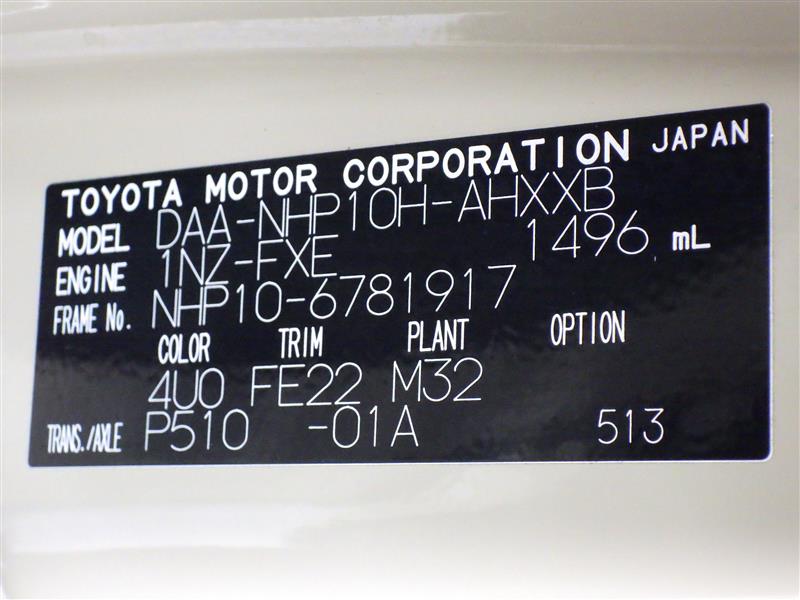 TOYOTA MOTOR CORPORATION JAPAN
MODEL DAA-NHP10H-AHXXB
ENGINE 1NZ-FXE 1496 mL
FRAME No. NHP10-6781917
COLOR TRIM PLANT OPTION
4U0 FE22 M32
TRANS./AXLE P510 -01A 513